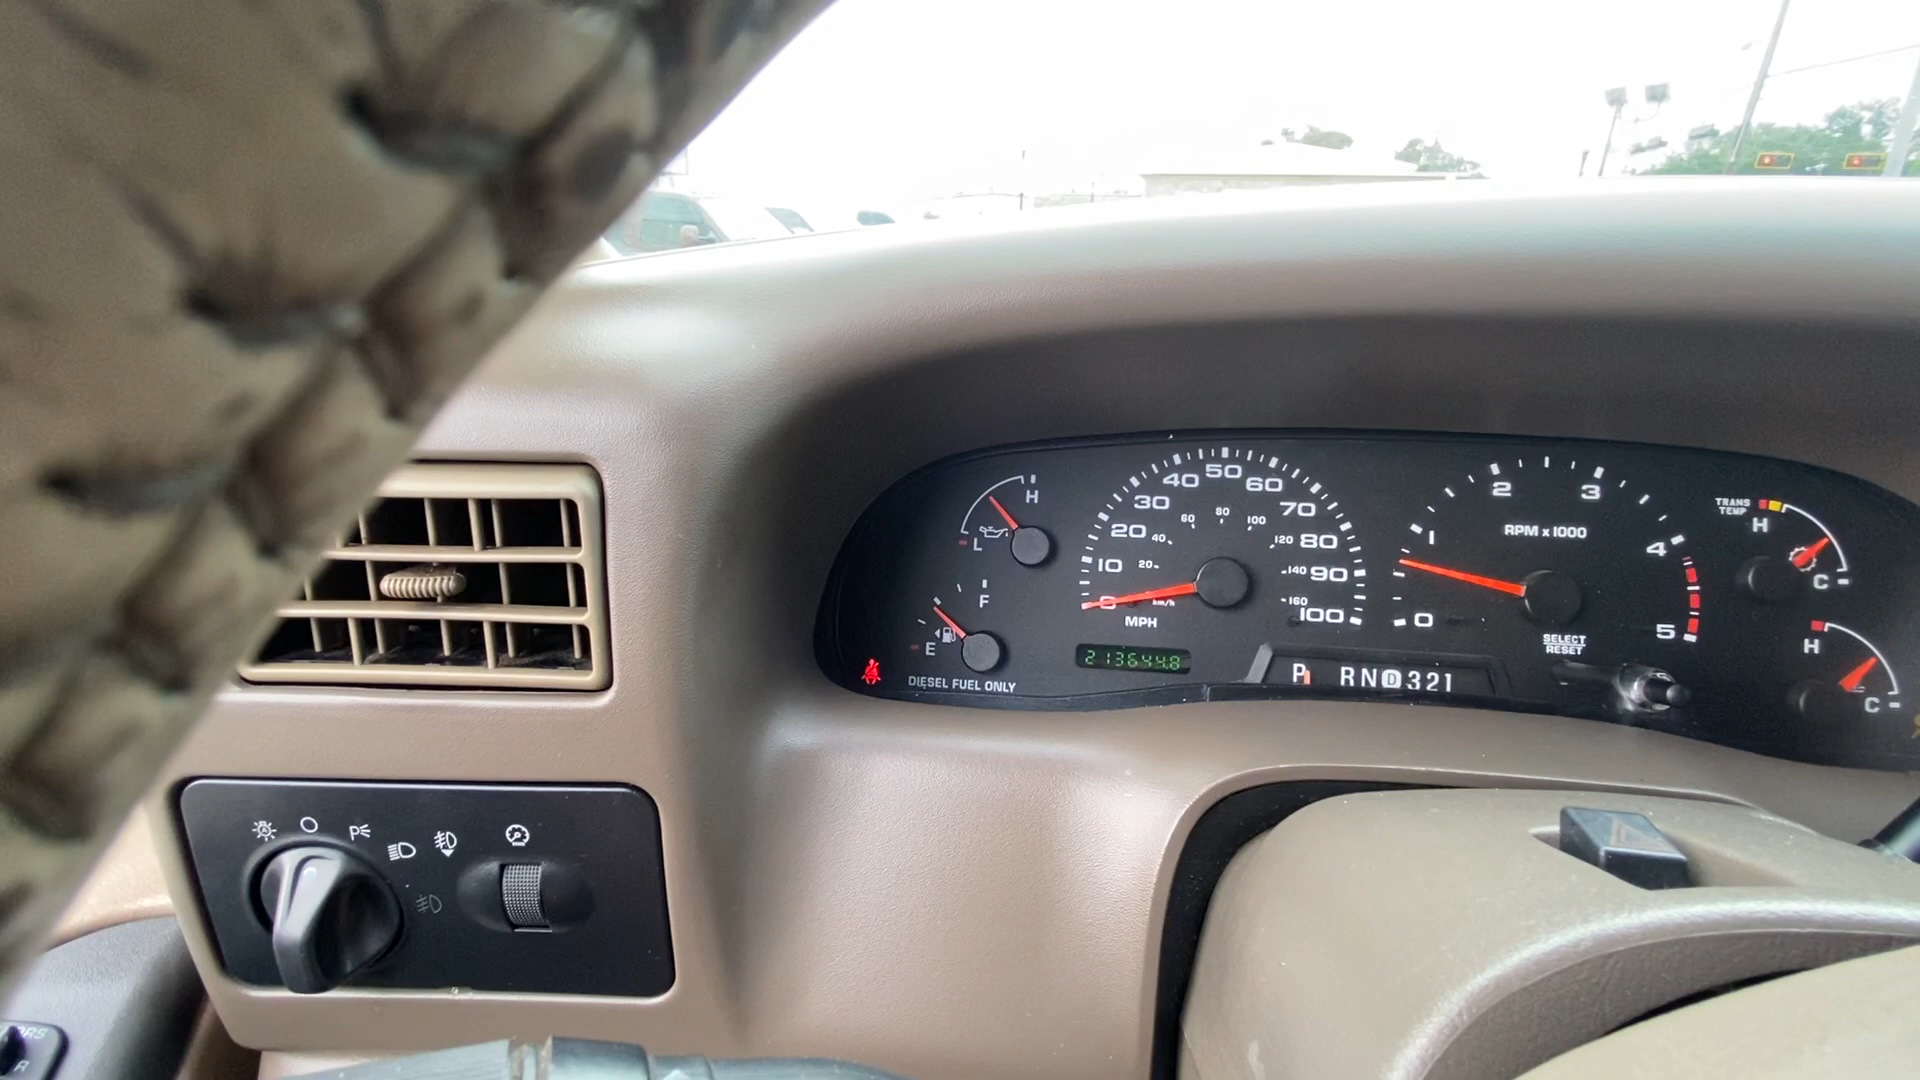 H
L
F
E
DIESEL FUEL ONLY
0 10 20 30 40 50 60 70 80 90 100
20 40 60 80 100 120 140 160
km/h
MPH
213644.8
P R N D 3 2 1
0 1 2 3 4 5
RPM x 1000
SELECT
RESET
TRANS
TEMP
H
C
H
C
P
R